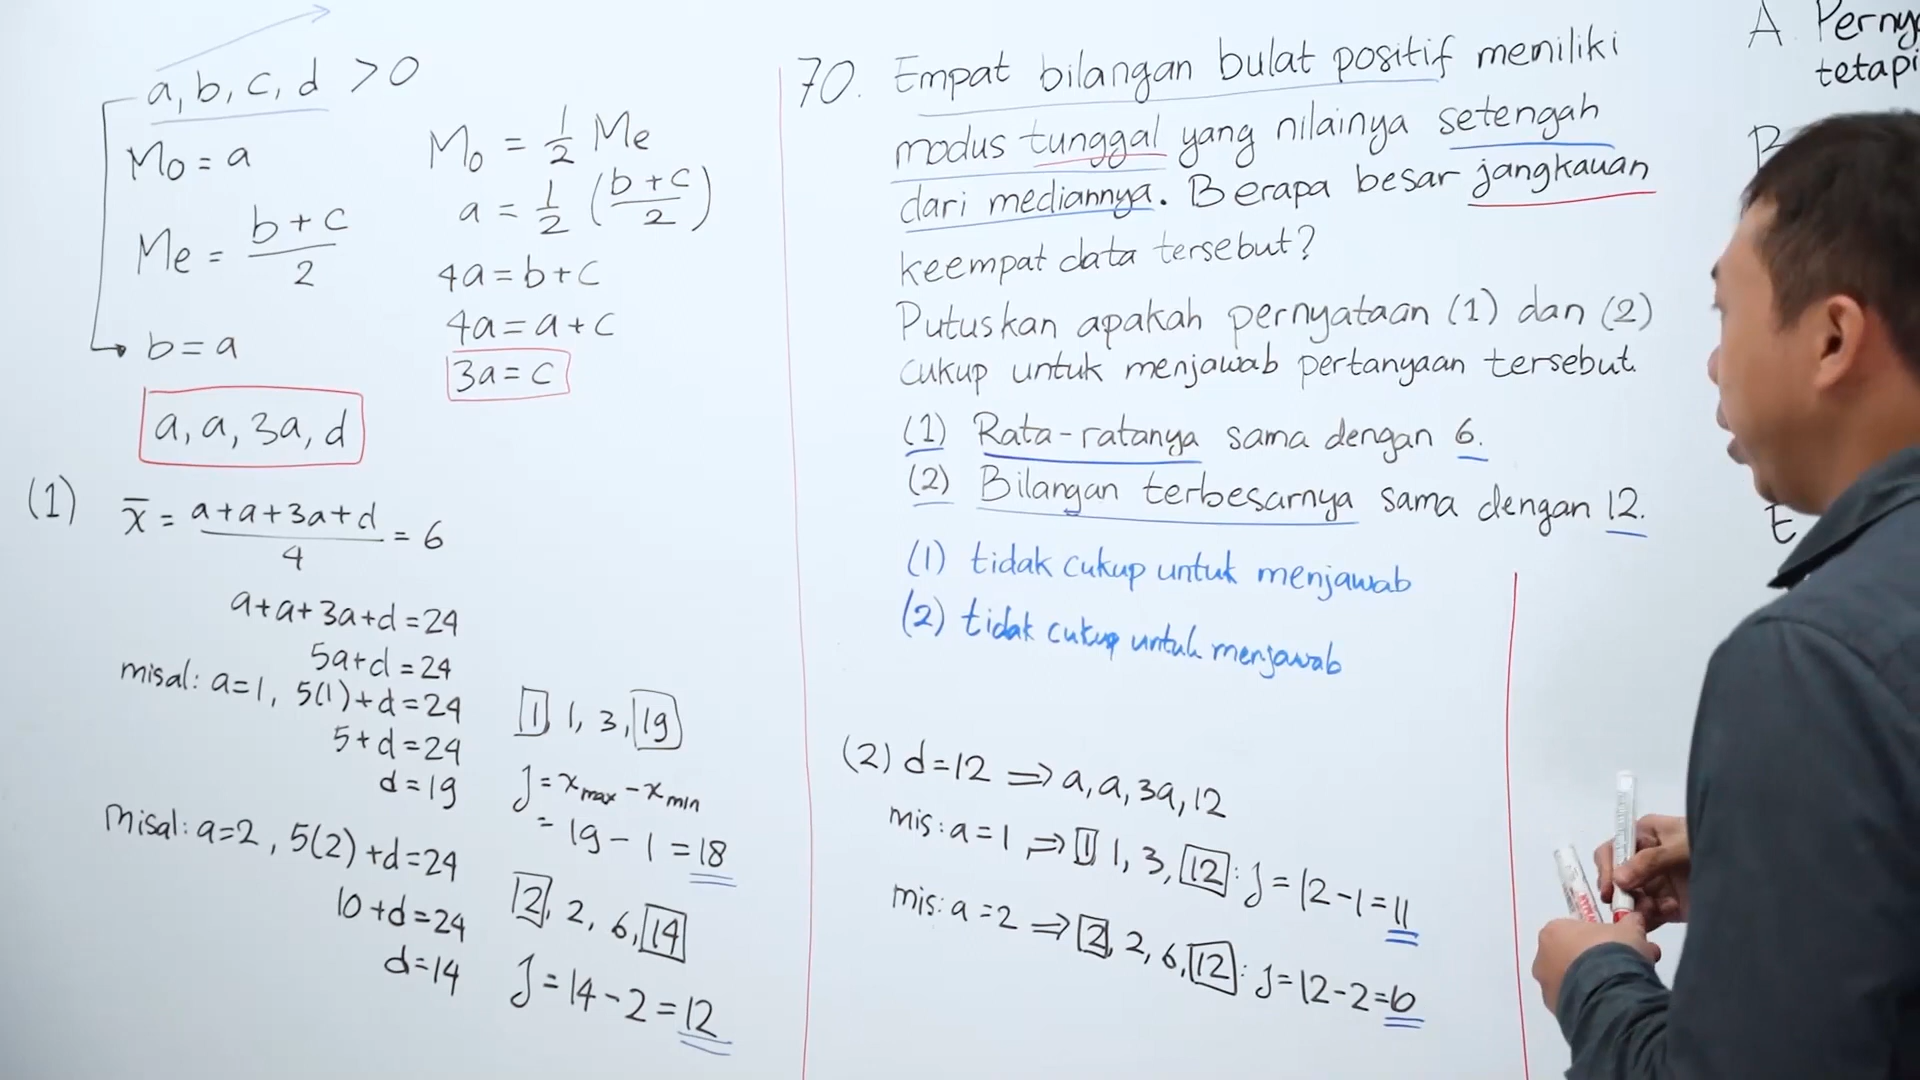 a, b, c, d > 0
Mo = a
Me = b + c / 2
b = a
a, a, 3a, d
Mo = 1/2 Me
a = 1/2 (b + c / 2)
4a = b + c
4a = a + c
3a = c
(1) x̄ = a + a + 3a + d / 4 = 6
a + a + 3a + d = 24
5a + d = 24
misal: a = 1, 5(1) + d = 24
5 + d = 24
d = 19
1, 1, 3, 19
J = xmax - xmin
= 19 - 1 = 18
misal: a = 2, 5(2) + d = 24
10 + d = 24
d = 14
2, 2, 6, 14
J = 14 - 2 = 12
70. Empat bilangan bulat positif memiliki
modus tunggal yang nilainya setengah
dari mediannya. Berapa besar jangkauan
keempat data tersebut?
Putuskan apakah pernyataan (1) dan (2)
cukup untuk menjawab pertanyaan tersebut.
(1) Rata-ratanya sama dengan 6.
(2) Bilangan terbesarnya sama dengan 12.
(1) tidak cukup untuk menjawab
(2) tidak cukup untuk menjawab
(2) d = 12 ⇒ a, a, 3a, 12
mis: a = 1 ⇒ 1, 1, 3, 12 : J = 12 - 1 = 11
mis: a = 2 ⇒ 2, 2, 6, 12 : J = 12 - 2 = 10
A.
tetapi
B
E